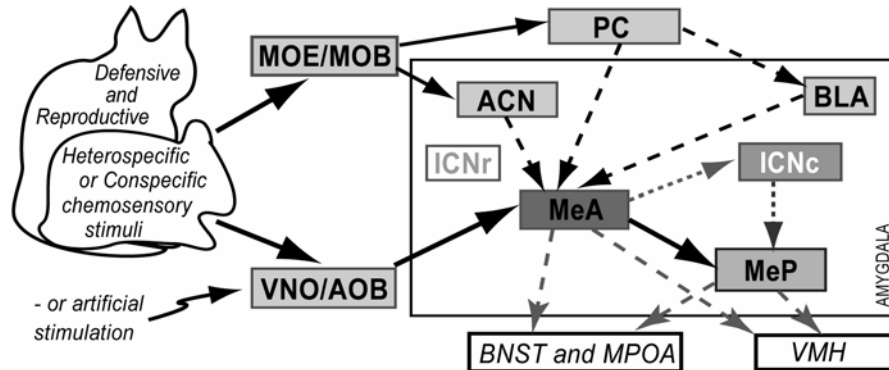 PC
MOE/MOB
Defensive
and
Reproductive
ACN
BLA
Heterospecific
or Conspecific
chemosensory
stimuli
ICNr
ICNc
MeA
MeP
VNO/AOB
- or artificial
stimulation
AMYGDALA
BNST and MPOA
VMH